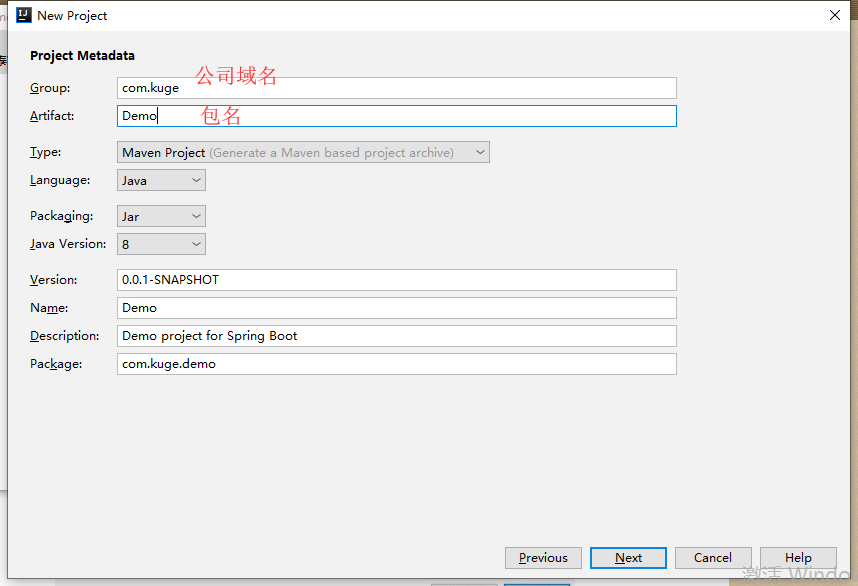 New Project
Project Metadata
公司域名
Group: com.kuge
Artifact: Demo 包名
Type: Maven Project (Generate a Maven based project archive)
Language: Java
Packaging: Jar
Java Version: 8
Version: 0.0.1-SNAPSHOT
Name: Demo
Description: Demo project for Spring Boot
Package: com.kuge.demo
Previous Next Cancel Help
激活 Windo